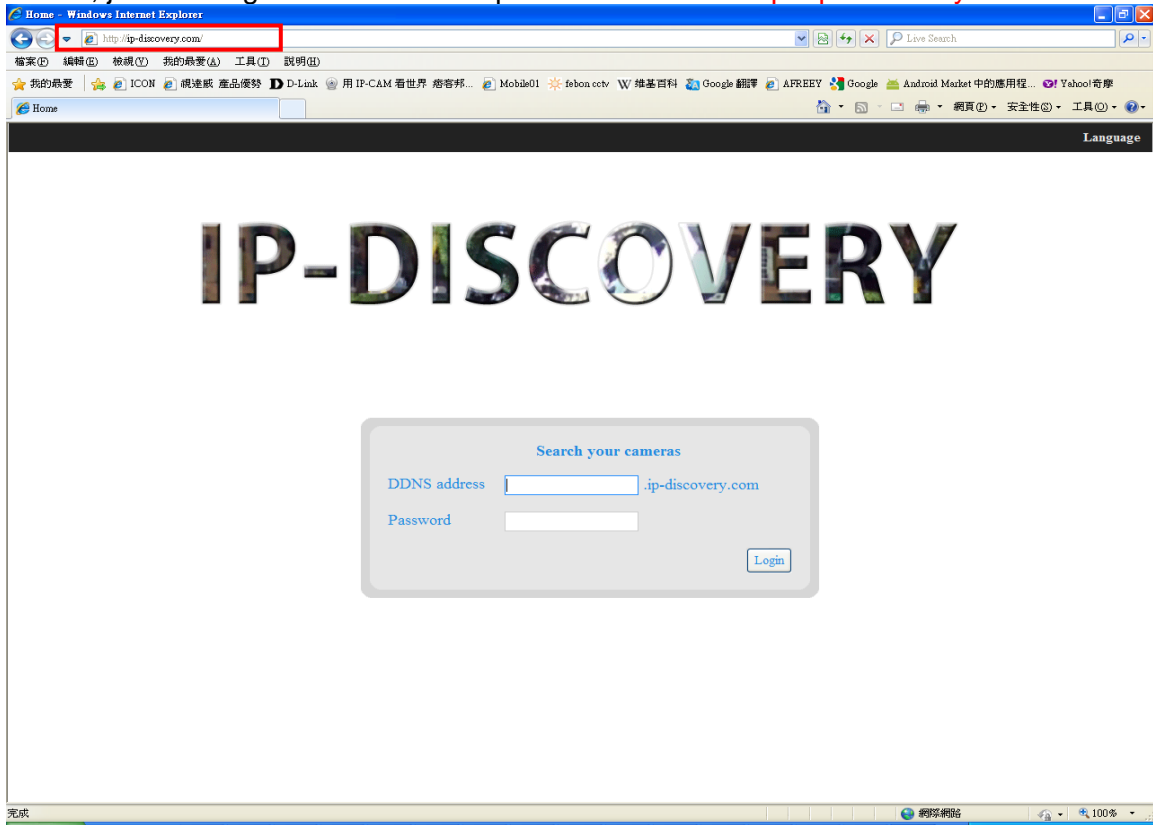 Home - Windows Internet Explorer
http://ip-discovery.com/
Live Search
檔案(F) 編輯(E) 檢視(V) 我的最愛(A) 工具(T) 說明(H)
我的最愛 ICON 視達威 產品優勢 D-Link 用 IP-CAM 看世界 痞客邦... Mobile01 febon cctv 维基百科 Google 翻譯 AFREEY Google Android Market 中的應用程... Yahoo!奇摩
Home 網頁(P) 安全性(S) 工具(O)
Language
IP-DISCOVERY
Search your cameras
DDNS address .ip-discovery.com
Password
Login
完成 網際網路 100%